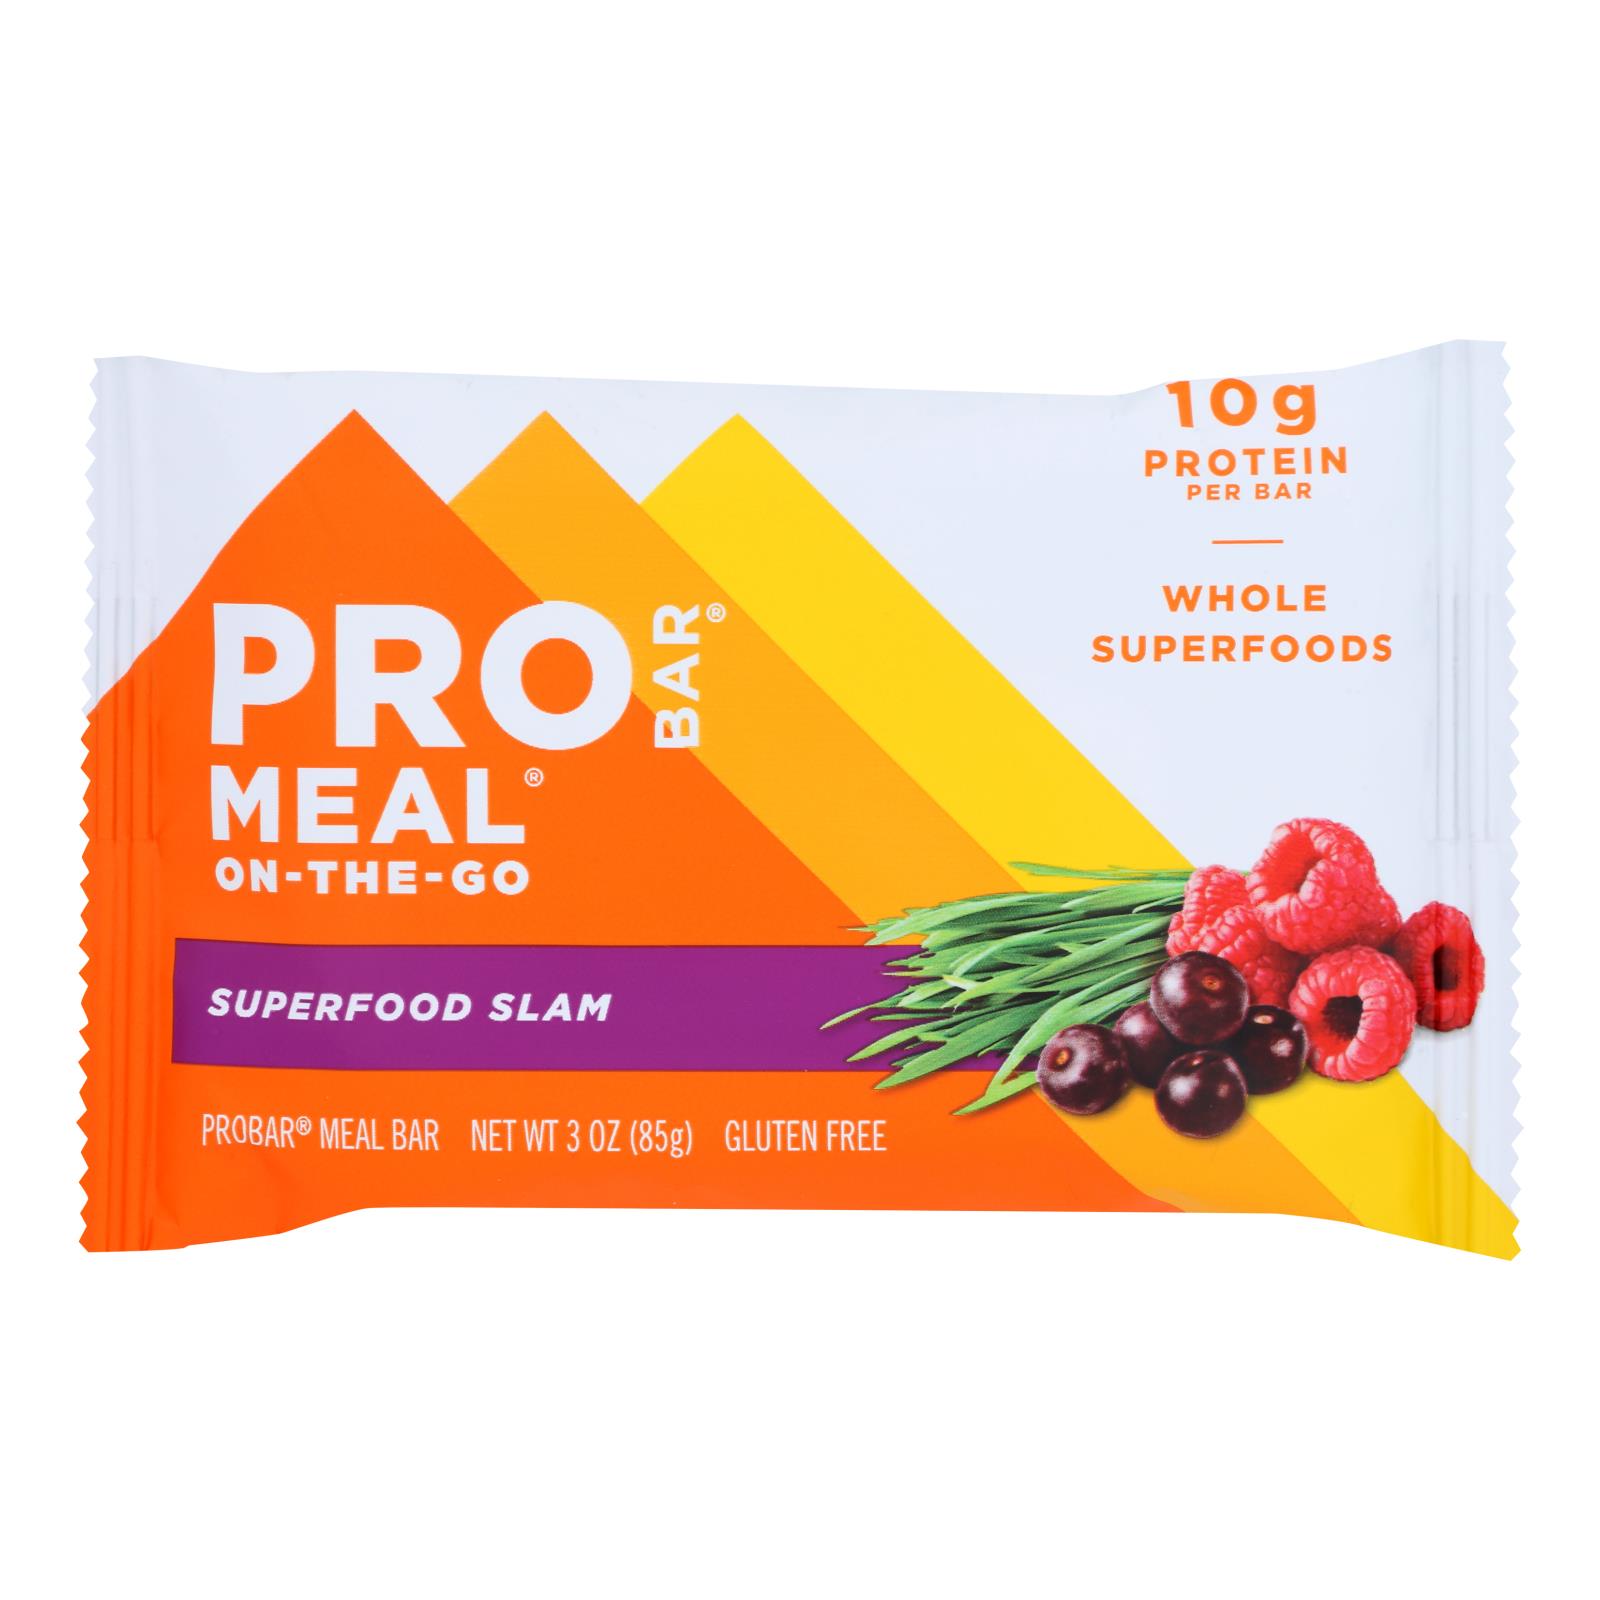 10g
PROTEIN
PER BAR
WHOLE
SUPERFOODS
PRO BAR®
MEAL®
ON-THE-GO
SUPERFOOD SLAM
PROBAR® MEAL BAR NET WT 3 OZ (85g) GLUTEN FREE